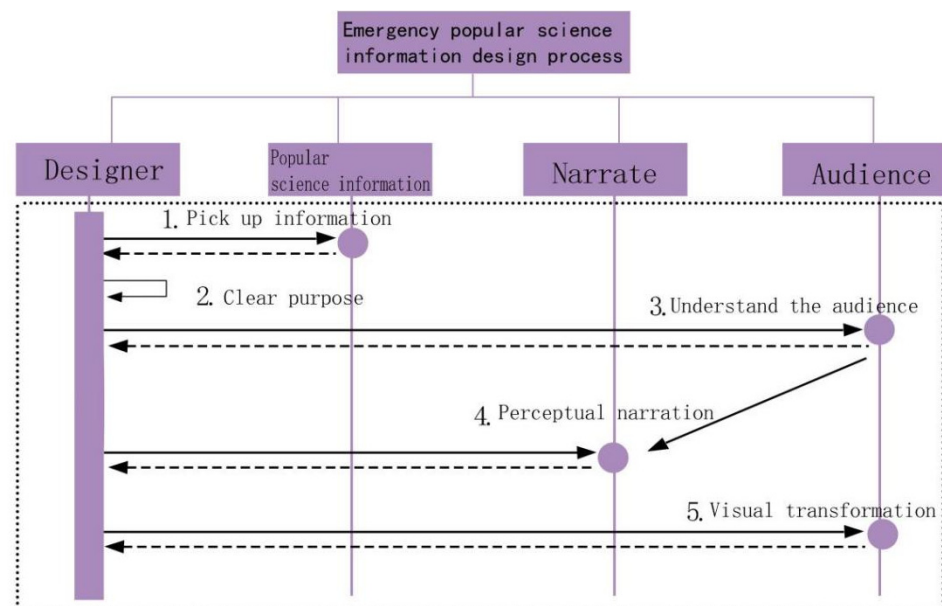 Emergency popular science
information design process
Designer
Popular
science information
Narrate
Audience
1. Pick up information
2. Clear purpose
3. Understand the audience
4. Perceptual narration
5. Visual transformation